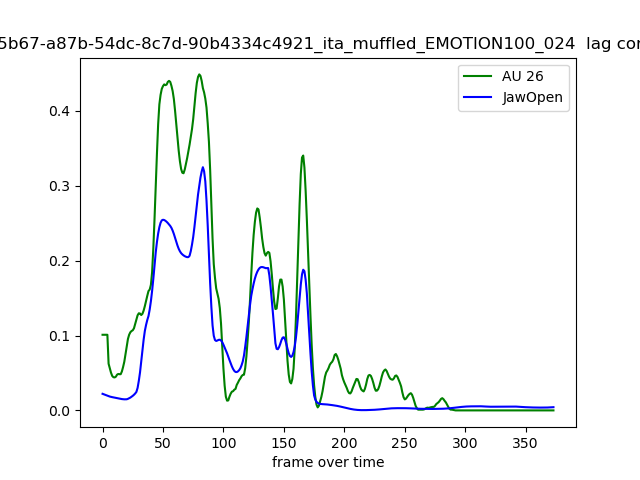 5b67-a87b-54dc-8c7d-90b4334c4921_ita_muffled_EMOTION100_024 lag cor
AU 26
JawOpen
0.4
0.3
0.2
0.1
0.0
0 50 100 150 200 250 300 350
frame over time